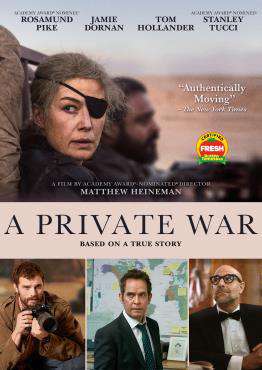 ACADEMY AWARD® NOMINEE
ROSAMUND PIKE
JAMIE DORNAN
TOM HOLLANDER
ACADEMY AWARD® NOMINEE
STANLEY TUCCI
"Authentically
Moving"
The New York Times
CERTIFIED
FRESH
A FILM BY ACADEMY AWARD®-NOMINATED DIRECTOR
MATTHEW HEINEMAN
A PRIVATE WAR
BASED ON A TRUE STORY